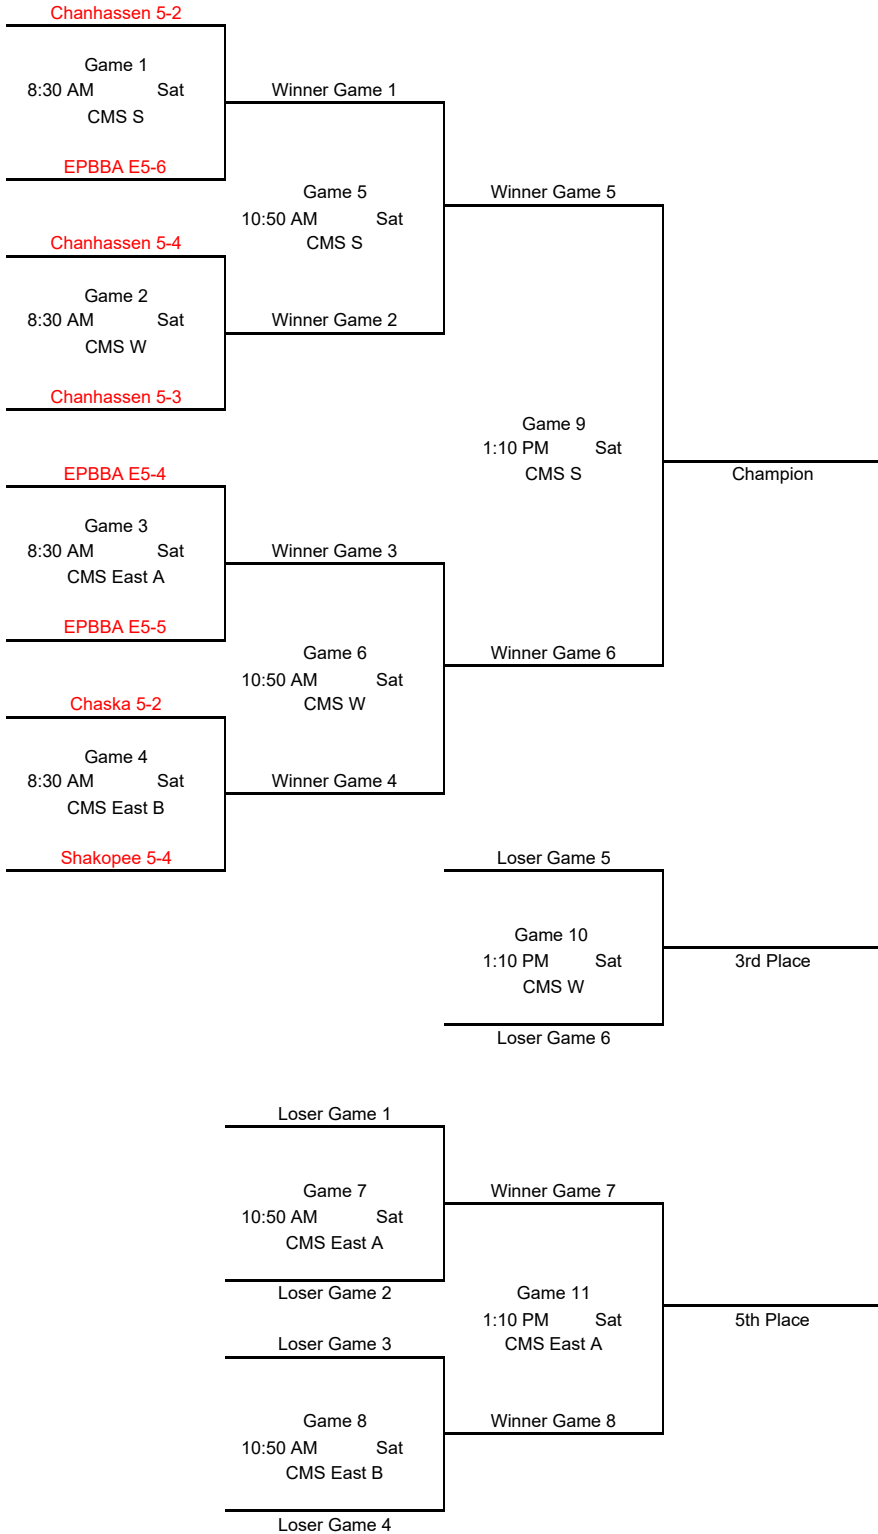 Chanhassen 5-2
Game 1
8:30 AM Sat
CMS S
EPBBA E5-6
Winner Game 1
Game 5
10:50 AM Sat
CMS S
Winner Game 5
Chanhassen 5-4
Game 2
8:30 AM Sat
CMS W
Winner Game 2
Chanhassen 5-3
Game 9
1:10 PM Sat
CMS S
Champion
EPBBA E5-4
Game 3
8:30 AM Sat
CMS East A
Winner Game 3
EPBBA E5-5
Game 6
10:50 AM Sat
CMS W
Winner Game 6
Chaska 5-2
Game 4
8:30 AM Sat
CMS East B
Winner Game 4
Shakopee 5-4
Loser Game 5
Game 10
1:10 PM Sat
CMS W
3rd Place
Loser Game 6
Loser Game 1
Game 7
10:50 AM Sat
CMS East A
Winner Game 7
Loser Game 2
Game 11
1:10 PM Sat
CMS East A
5th Place
Loser Game 3
Game 8
10:50 AM Sat
CMS East B
Winner Game 8
Loser Game 4